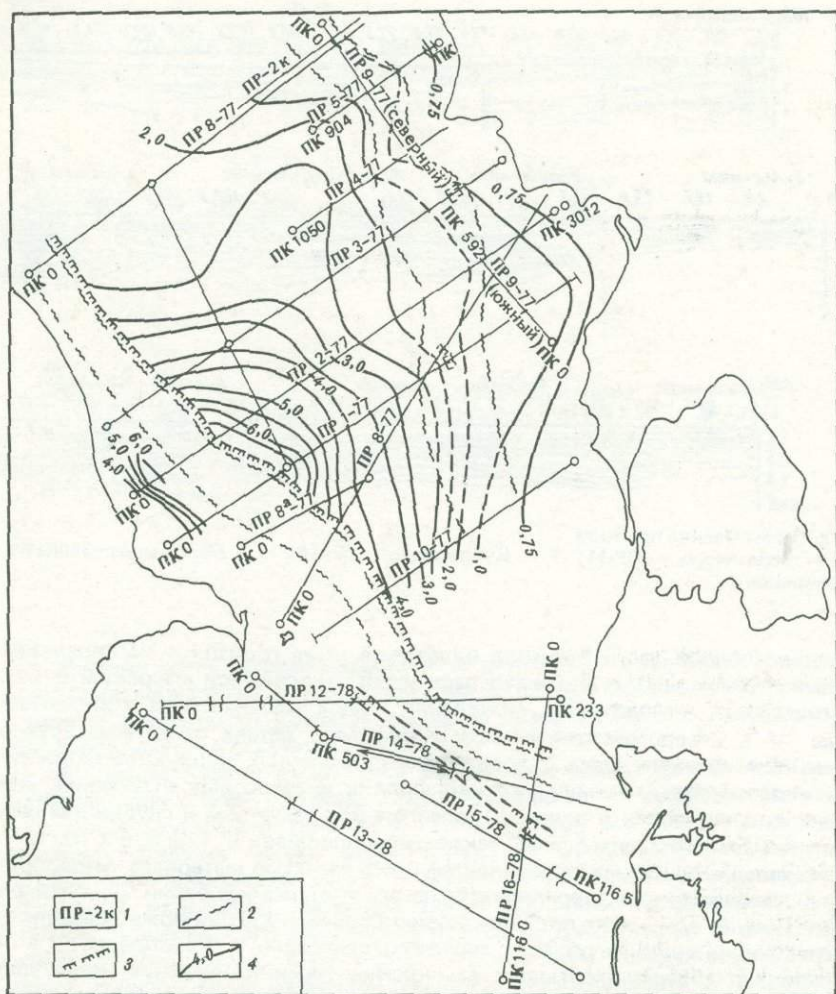 ПК 0
ПР-2к
ПК
ПР 8-77
2,0
ПР 5-77
ПК 904
0,75
ПР 9-77 (северный)
ПР 4-77
ПК 1050
0,75
ПК 3012
ПК 592
ПР 3-77
ПК 0
ПР 9-77
(южный)
ПК 0
ПР 2-77
3,0
4,0
5,0
6,0
ПР 1-77
ПР 8-77
5,0
6,0
4,0
ПК 0
ПР 8а-77
ПК 0
ПК 0
0,75
1,0
2,0
3,0
4,0
ПР 10-77
ПК 0
ПК 0
ПК 0
ПК 0
ПР 12-78
ПК 233
ПК 0
ПР 14-78
ПК 503
ПР 15-78
ПР 13-78
ПК 116 5
ПР 16-78
ПК 116 0
ПР-2к 1
2
3
4,0 4